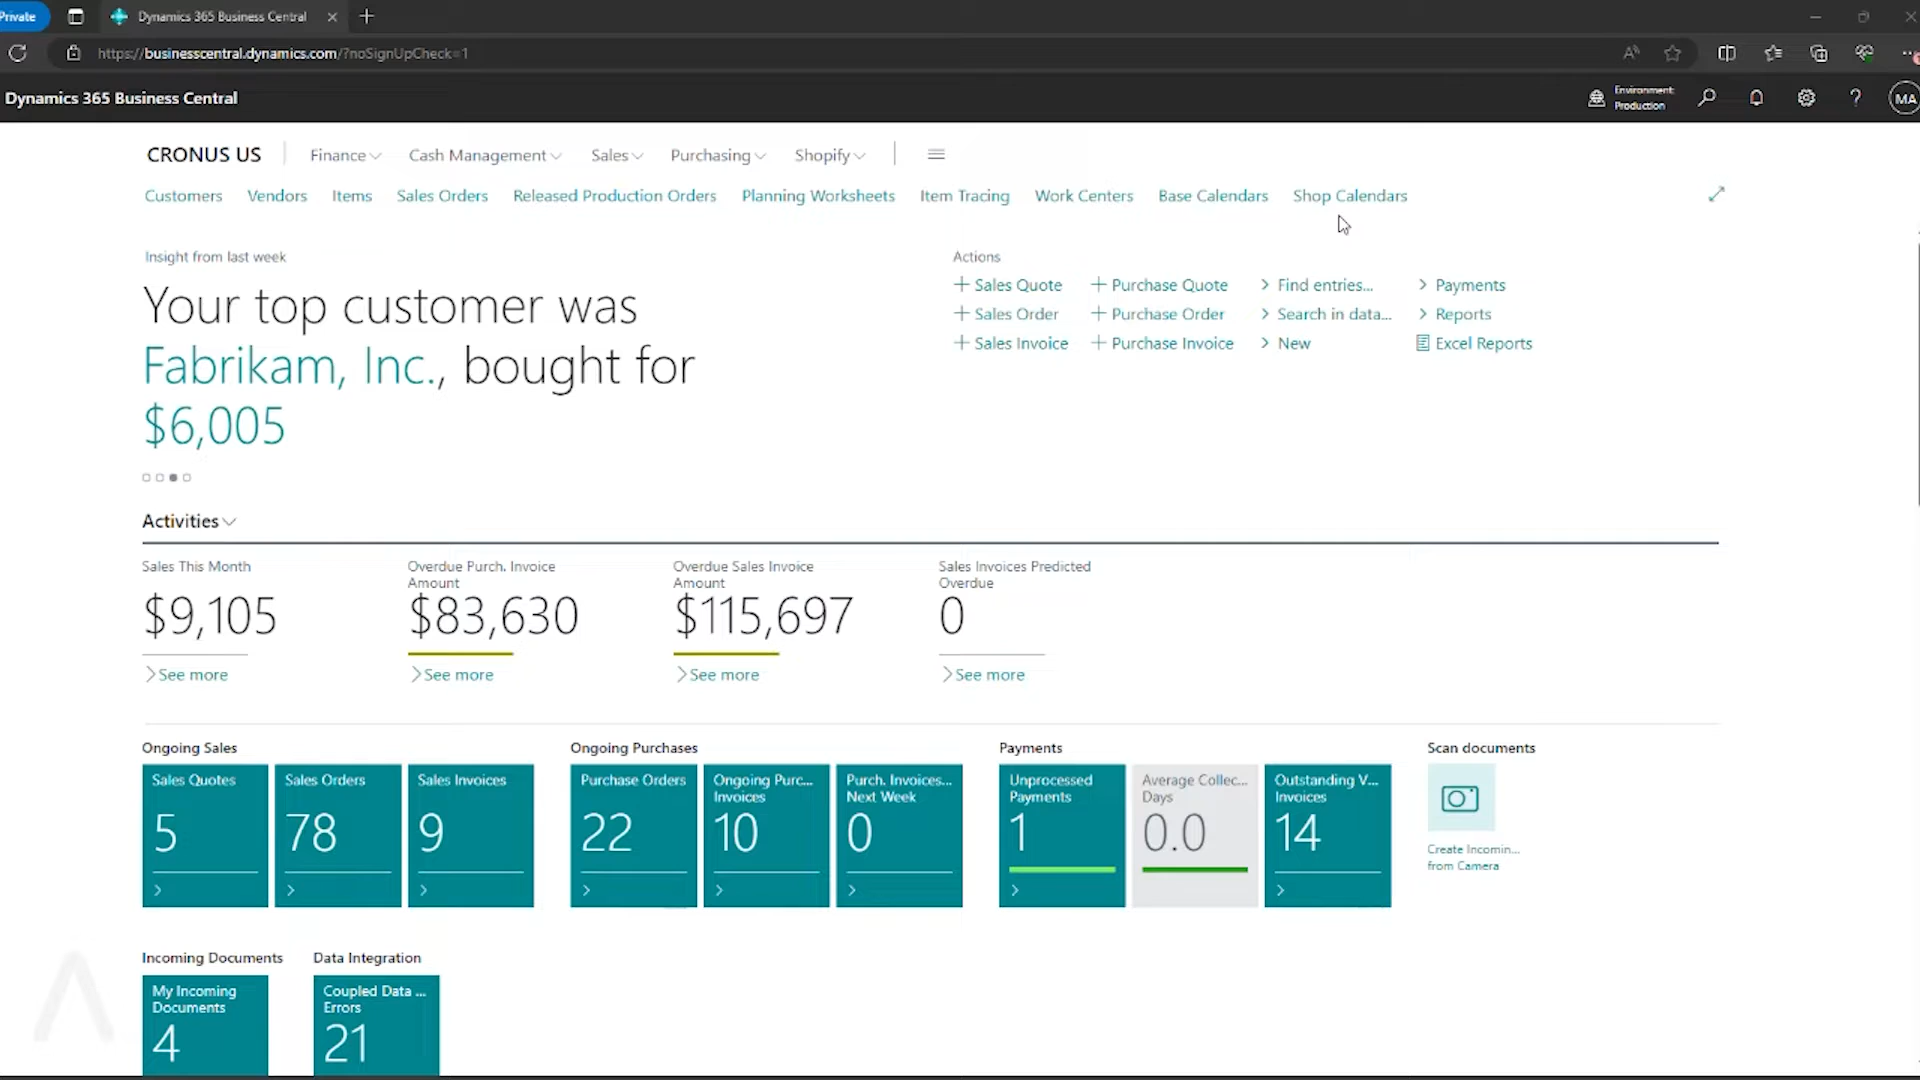 Private
Dynamics 365 Business Central
https://businesscentral.dynamics.com/?noSignUpCheck=1
Dynamics 365 Business Central
Environment:
Production
MA
CRONUS US
Finance
Cash Management
Sales
Purchasing
Shopify
Customers
Vendors
Items
Sales Orders
Released Production Orders
Planning Worksheets
Item Tracing
Work Centers
Base Calendars
Shop Calendars
Insight from last week
Your top customer was
Fabrikam, Inc., bought for
$6,005
Actions
+ Sales Quote
+ Purchase Quote
> Find entries...
> Payments
+ Sales Order
+ Purchase Order
> Search in data...
> Reports
+ Sales Invoice
+ Purchase Invoice
> New
Excel Reports
Activities
Sales This Month
$9,105
> See more
Overdue Purch. Invoice
Amount
$83,630
> See more
Overdue Sales Invoice
Amount
$115,697
> See more
Sales Invoices Predicted
Overdue
0
> See more
Ongoing Sales
Sales Quotes
5
Sales Orders
78
Sales Invoices
9
Ongoing Purchases
Purchase Orders
22
Ongoing Purc...
Invoices
10
Purch. Invoices...
Next Week
0
Payments
Unprocessed
Payments
1
Average Collec...
Days
0.0
Outstanding V...
Invoices
14
Scan documents
Create Incomin...
from Camera
Incoming Documents
My Incoming
Documents
4
Data Integration
Coupled Data ...
Errors
21